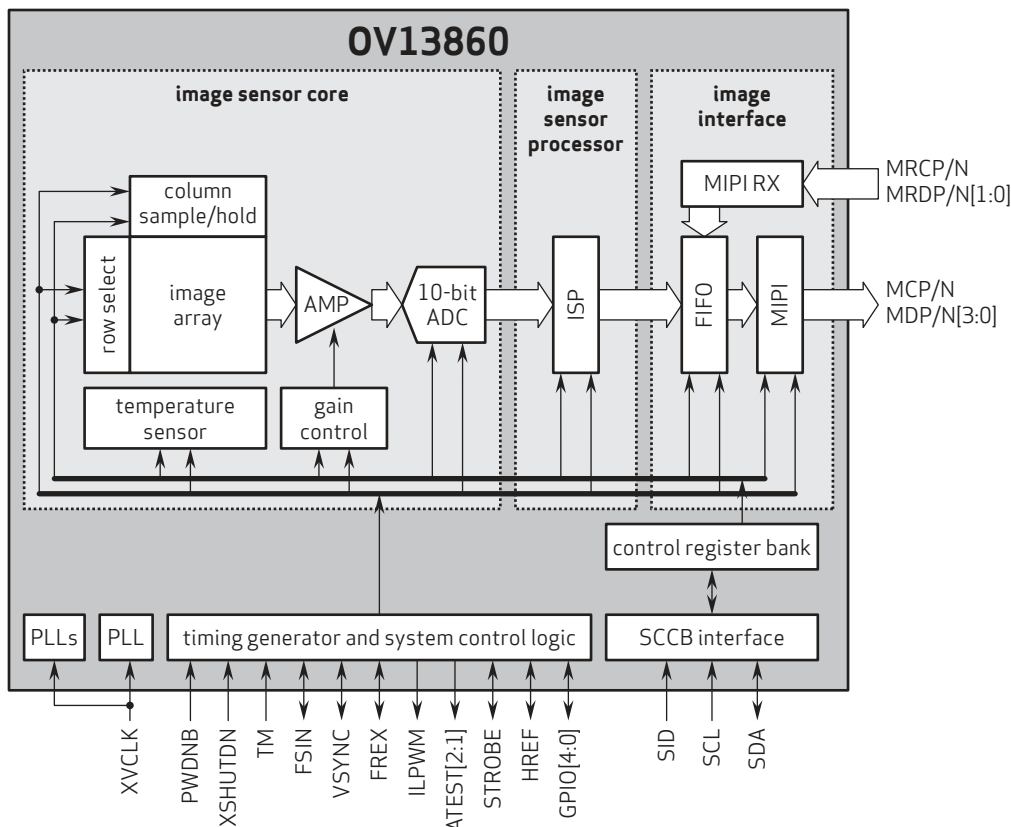 OV13860
image sensor core
image
sensor
processor
image
interface
column
sample/hold
row select
image
array
AMP
10-bit
ADC
ISP
MIPI RX
FIFO
MIPI
MRCP/N
MRDP/N[1:0]
MCP/N
MDP/N[3:0]
temperature
sensor
gain
control
control register bank
PLLs
PLL
timing generator and system control logic
SCCB interface
XVCLK
PWDNB
XSHUTDN
TM
FSIN
VSYNC
FREX
ILPWM
ATEST[2:1]
STROBE
HREF
GPIO[4:0]
SID
SCL
SDA